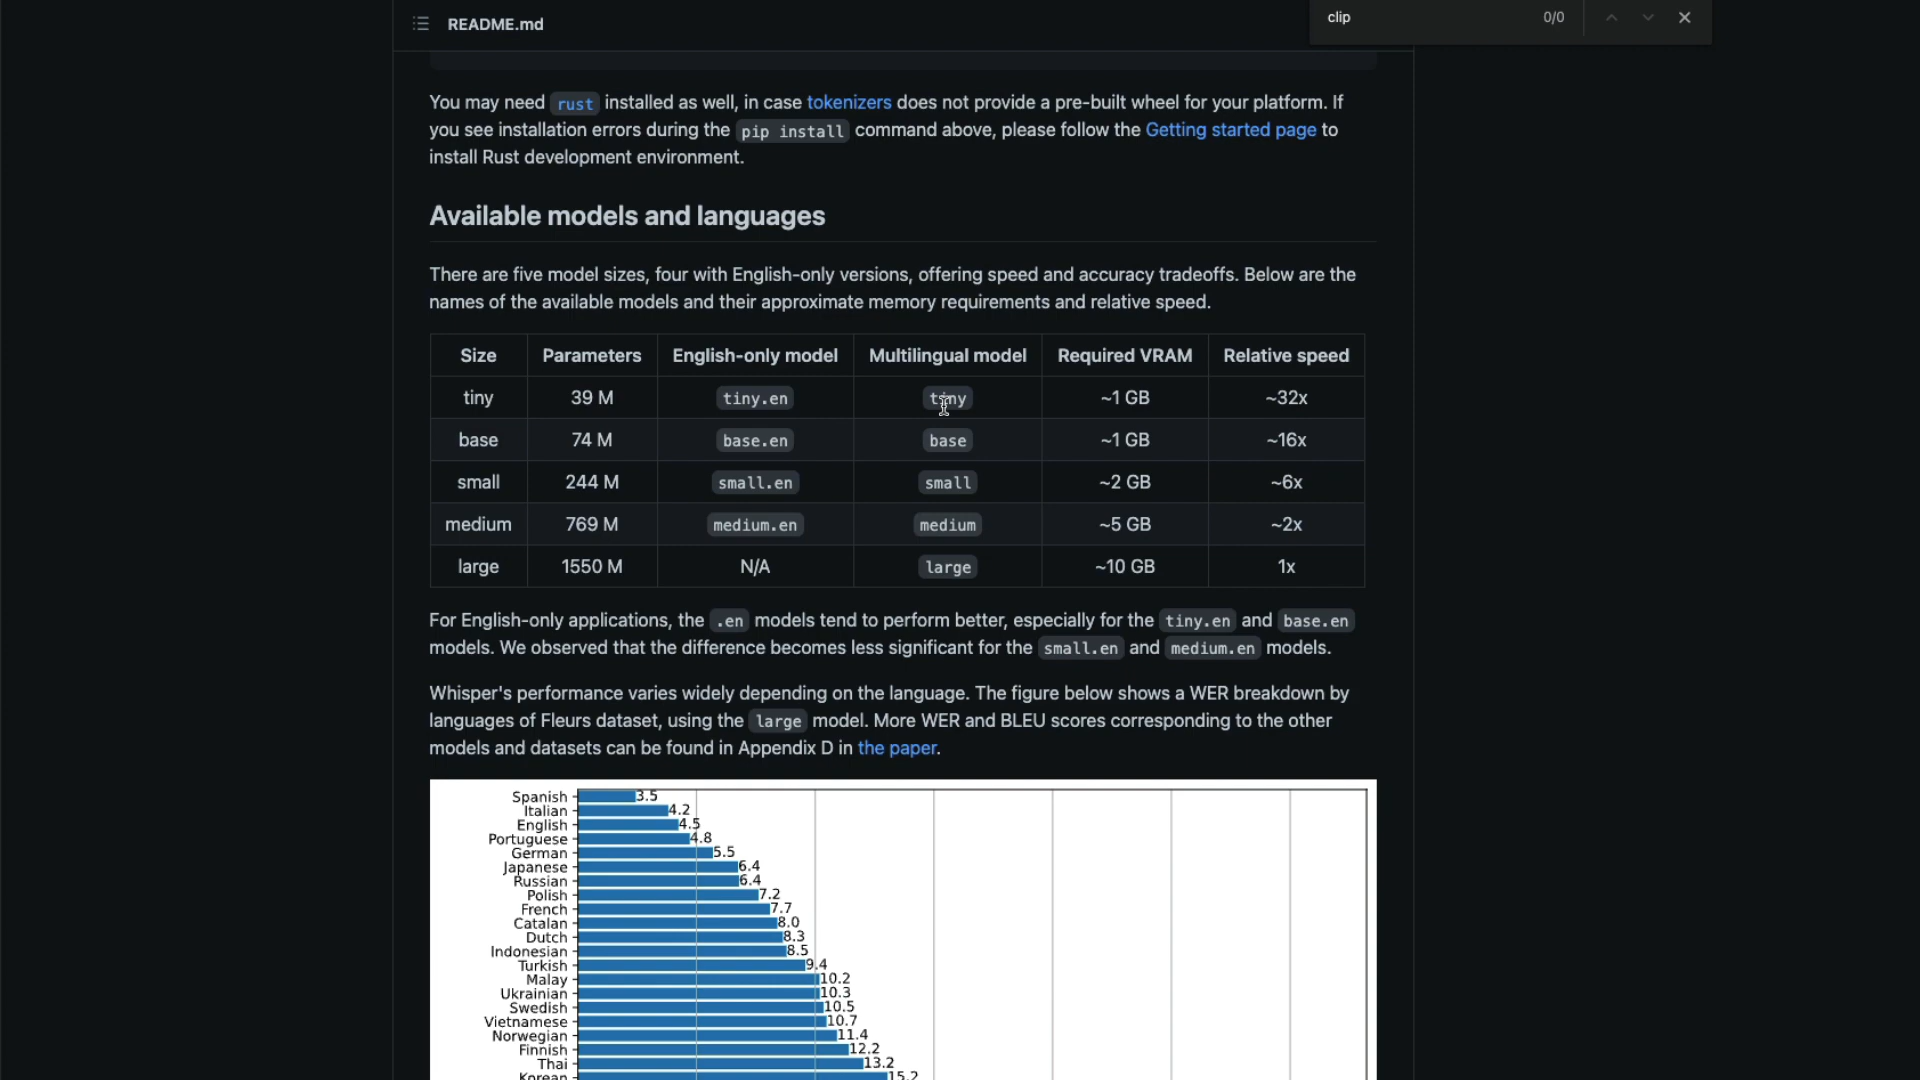 README.md
clip
0/0
You may need rust installed as well, in case tokenizers does not provide a pre-built wheel for your platform. If
you see installation errors during the pip install command above, please follow the Getting started page to
install Rust development environment.
Available models and languages
There are five model sizes, four with English-only versions, offering speed and accuracy tradeoffs. Below are the
names of the available models and their approximate memory requirements and relative speed.
Size Parameters English-only model Multilingual model Required VRAM Relative speed
tiny 39 M tiny.en tiny ~1 GB ~32x
base 74 M base.en base ~1 GB ~16x
small 244 M small.en small ~2 GB ~6x
medium 769 M medium.en medium ~5 GB ~2x
large 1550 M N/A large ~10 GB 1x
For English-only applications, the .en models tend to perform better, especially for the tiny.en and base.en
models. We observed that the difference becomes less significant for the small.en and medium.en models.
Whisper's performance varies widely depending on the language. The figure below shows a WER breakdown by
languages of Fleurs dataset, using the large model. More WER and BLEU scores corresponding to the other
models and datasets can be found in Appendix D in the paper.
Spanish 3.5
Italian 4.2
English 4.5
Portuguese 4.8
German 5.5
Japanese 6.4
Russian 6.4
Polish 7.2
French 7.7
Catalan 8.0
Dutch 8.3
Indonesian 8.5
Turkish 9.4
Malay 10.2
Ukrainian 10.3
Swedish 10.5
Vietnamese 10.7
Norwegian 11.4
Finnish 12.2
Thai 13.2
Korean 15.2